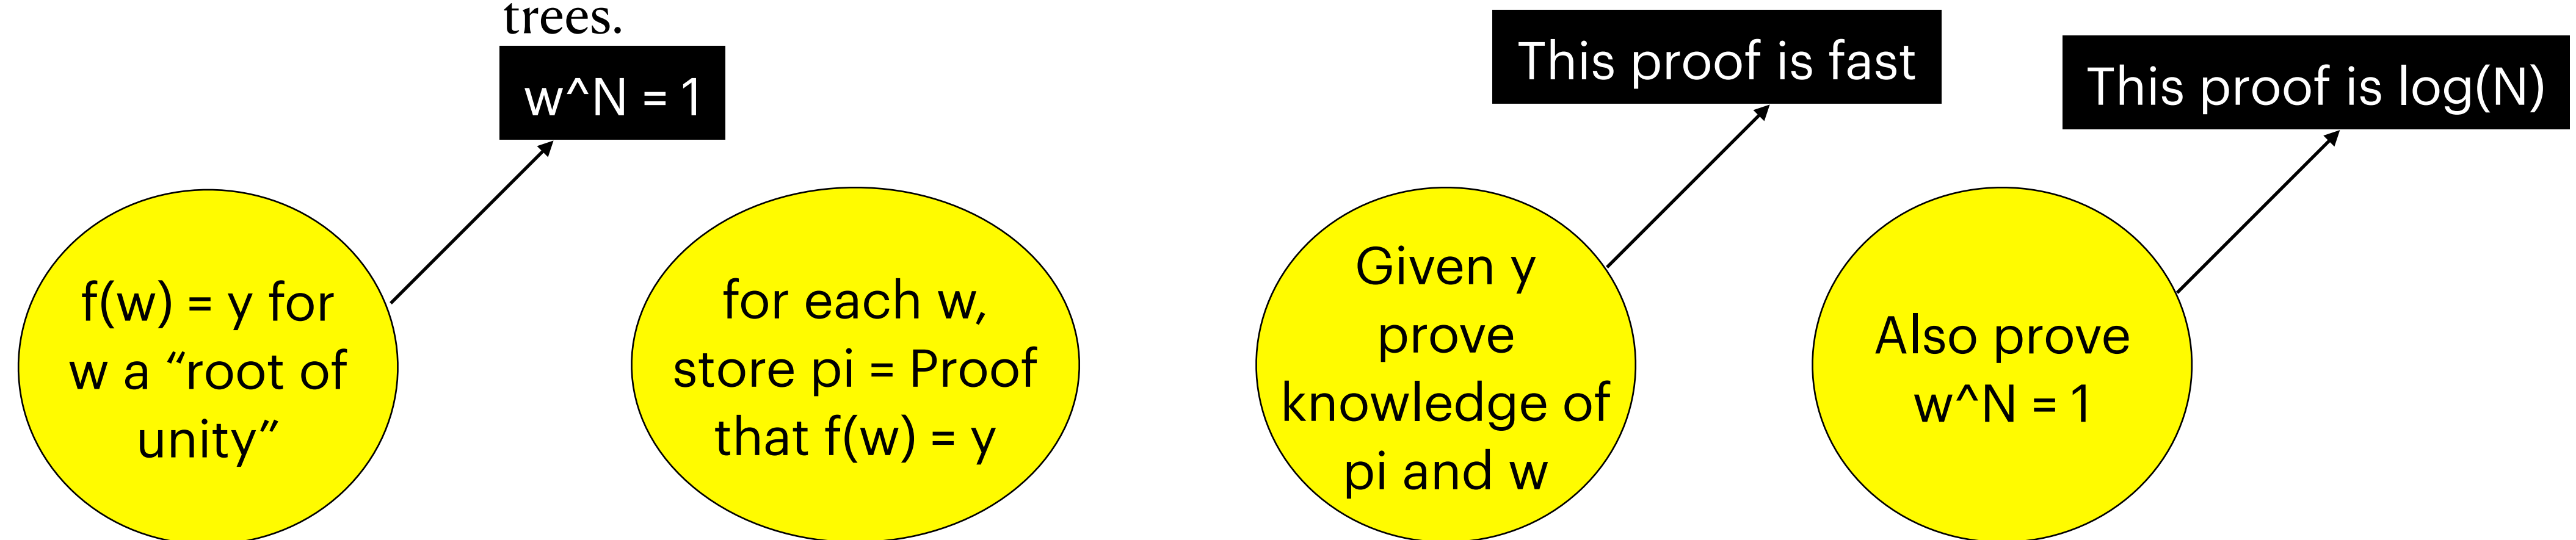 trees.
w^N = 1
This proof is fast
This proof is log(N)
f(w) = y for
w a “root of
unity”
for each w,
store pi = Proof
that f(w) = y
Given y
prove
knowledge of
pi and w
Also prove
w^N = 1